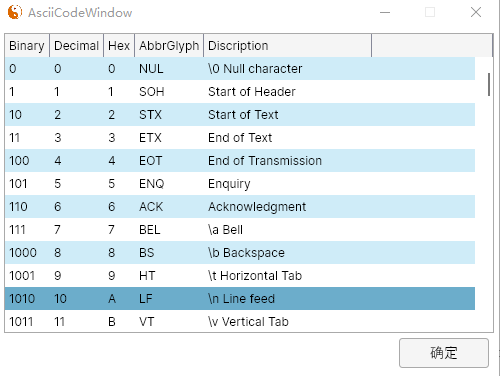 AsciiCodeWindow
Binary Decimal Hex AbbrGlyph Discription
0 0 0 NUL \0 Null character
1 1 1 SOH Start of Header
10 2 2 STX Start of Text
11 3 3 ETX End of Text
100 4 4 EOT End of Transmission
101 5 5 ENQ Enquiry
110 6 6 ACK Acknowledgment
111 7 7 BEL \a Bell
1000 8 8 BS \b Backspace
1001 9 9 HT \t Horizontal Tab
1010 10 A LF \n Line feed
1011 11 B VT \v Vertical Tab
确定